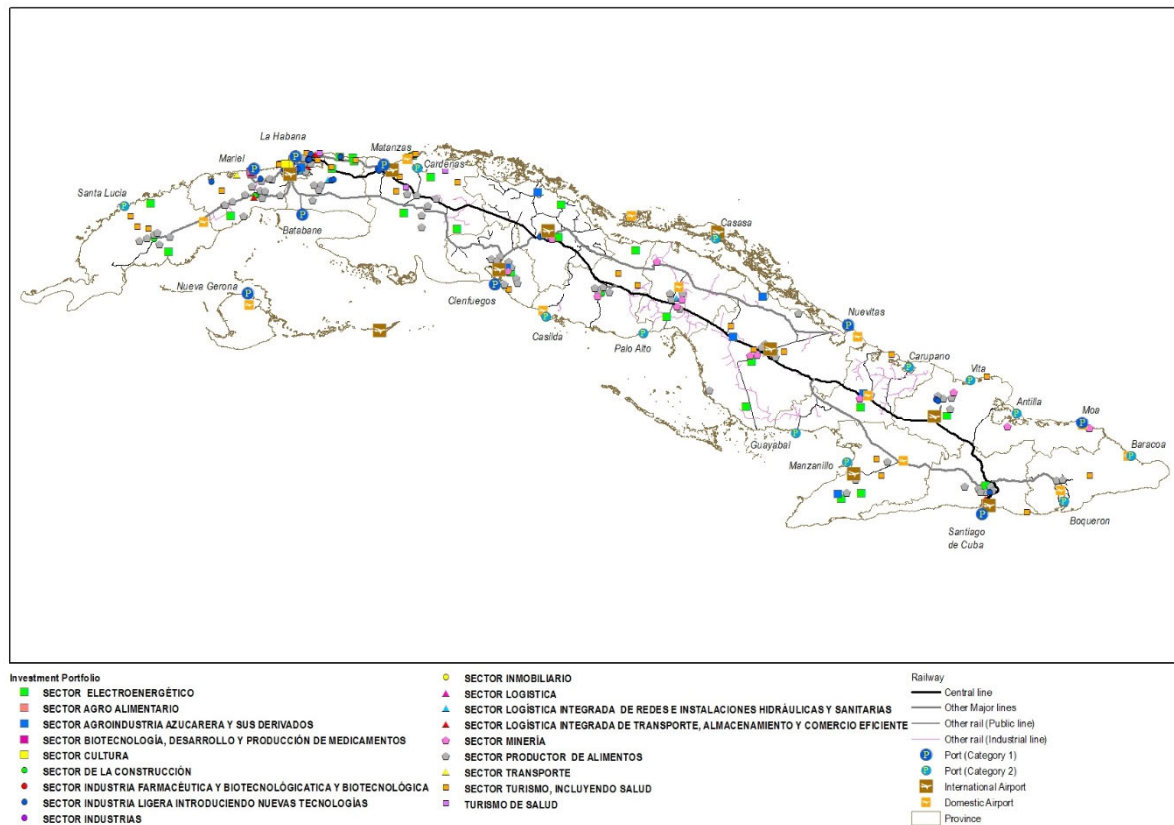 La Habana
Matanzas
Mariel
Cardenas
Santa Lucia
Batabane
Casasa
Nueva Gerona
Cienfuegos
Nuevitas
Casilda
Palo Alto
Carupano
Vita
Antilla
Moa
Guayabal
Baracoa
Manzanillo
Santiago
de Cuba
Boqueron
Investment Portfolio
SECTOR ELECTROENERGÉTICO
SECTOR AGRO ALIMENTARIO
SECTOR AGROINDUSTRIA AZUCARERA Y SUS DERIVADOS
SECTOR BIOTECNOLOGÍA, DESARROLLO Y PRODUCCIÓN DE MEDICAMENTOS
SECTOR CULTURA
SECTOR DE LA CONSTRUCCIÓN
SECTOR INDUSTRIA FARMACÉUTICA Y BIOTECNOLÓGICATICA Y BIOTECNOLÓGICA
SECTOR INDUSTRIA LIGERA INTRODUCIENDO NUEVAS TECNOLOGÍAS
SECTOR INDUSTRIAS
SECTOR INMOBILIARIO
SECTOR LOGISTICA
SECTOR LOGÍSTICA INTEGRADA DE REDES E INSTALACIONES HIDRÁULICAS Y SANITARIAS
SECTOR LOGÍSTICA INTEGRADA DE TRANSPORTE, ALMACENAMIENTO Y COMERCIO EFICIENTE
SECTOR MINERÍA
SECTOR PRODUCTOR DE ALIMENTOS
SECTOR TRANSPORTE
SECTOR TURISMO, INCLUYENDO SALUD
TURISMO DE SALUD
Railway
Central line
Other Major lines
Other rail (Public line)
Other rail (Industrial line)
Port (Category 1)
Port (Category 2)
International Airport
Domestic Airport
Province